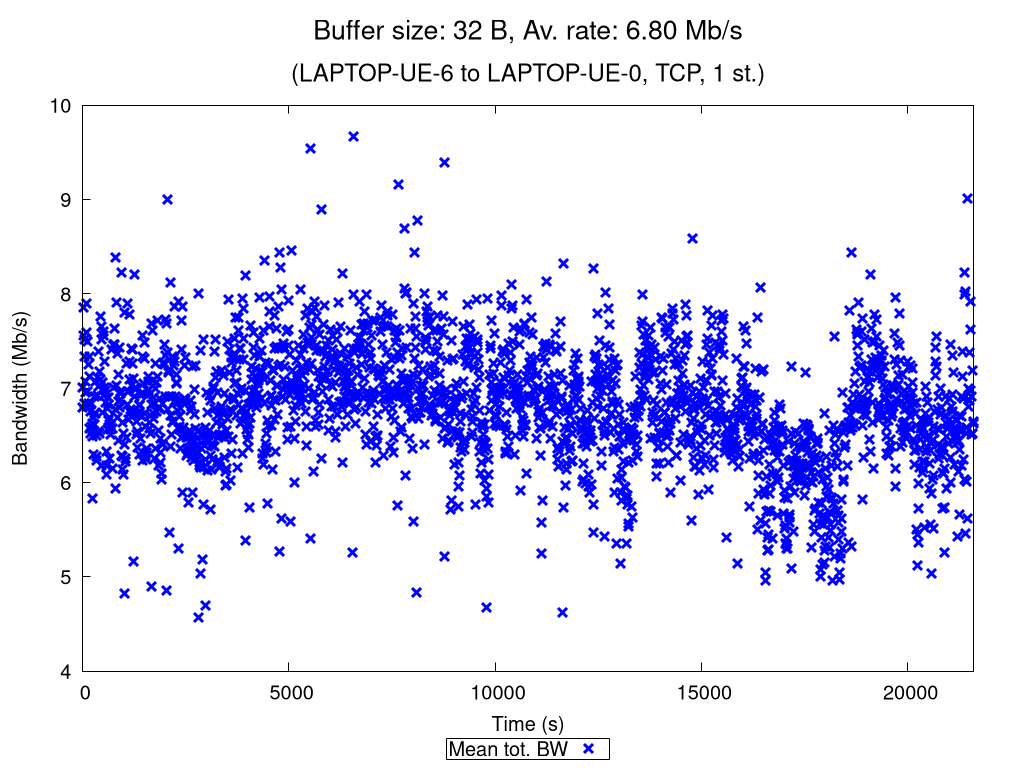 Buffer size: 32 B, Av. rate: 6.80 Mb/s
(LAPTOP-UE-6 to LAPTOP-UE-0, TCP, 1 st.)
10
9
8
7
6
5
4
Bandwidth (Mb/s)
0 5000 10000 15000 20000
Time (s)
Mean tot. BW